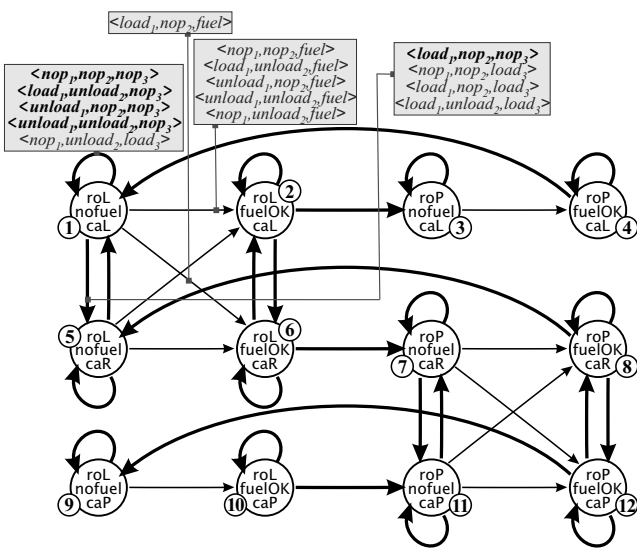 <load₁,nop₂,fuel>
<nop₁,nop₂,nop₃>
<load₁,unload₂,nop₃>
<unload₁,nop₂,nop₃>
<unload₁,unload₂,nop₃>
<nop₁,unload₂,load₃>
<nop₁,nop₂,fuel>
<load₁,unload₂,fuel>
<unload₁,nop₂,fuel>
<unload₁,unload₂,fuel>
<nop₁,unload₂,fuel>
<load₁,nop₂,nop₃>
<nop₁,nop₂,load₃>
<load₁,nop₂,load₃>
<load₁,unload₂,load₃>
roL
nofuel
caL
1
roL
fuelOK
caL
2
roP
nofuel
caL
3
roP
fuelOK
caL
4
roL
nofuel
caR
5
roL
fuelOK
caR
6
roP
nofuel
caR
7
roP
fuelOK
caR
8
roL
nofuel
caP
9
roL
fuelOK
caP
10
roP
nofuel
caP
11
roP
fuelOK
caP
12